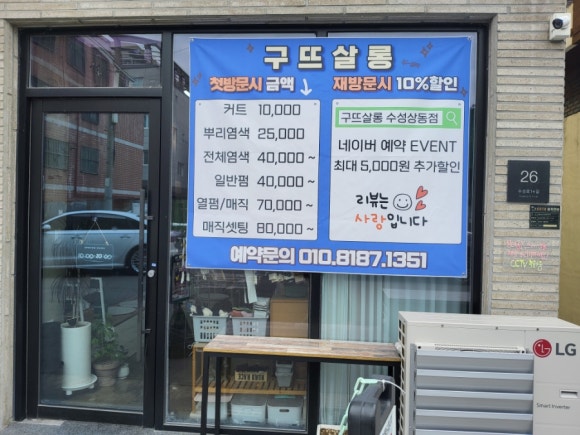 구뜨살롱
첫방문시 금액
재방문시 10%할인
커트 10,000
뿌리염색 25,000
전체염색 40,000 ~
일반펌 40,000 ~
열펌/매직 70,000 ~
매직셋팅 80,000 ~
구뜨살롱 수성상동점
네이버 예약 EVENT
최대 5,000원 추가할인
리뷰는
사랑입니다
예약문의 010.8187.1351
26
LG
Smart Inverter